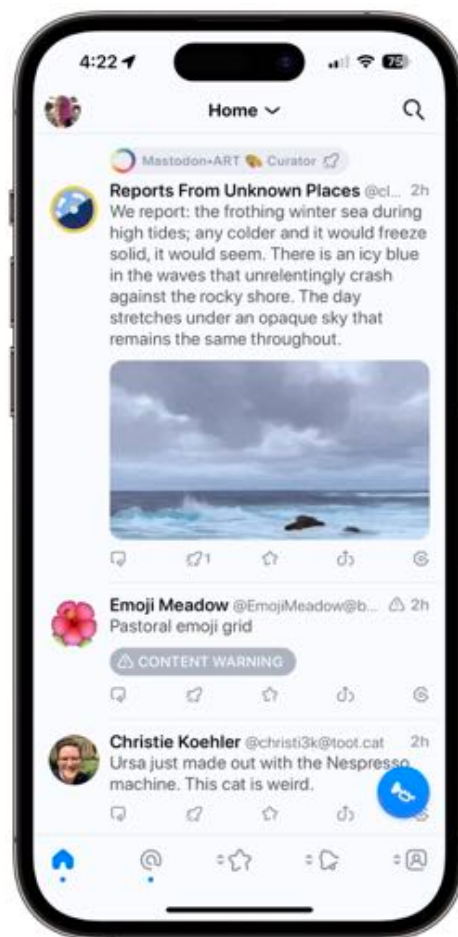 4:22
75
Home
Mastodon•ART 🎨 Curator
Reports From Unknown Places @cl... 2h
We report: the frothing winter sea during
high tides; any colder and it would freeze
solid, it would seem. There is an icy blue
in the waves that unrelentingly crash
against the rocky shore. The day
stretches under an opaque sky that
remains the same throughout.
1
Emoji Meadow @EmojiMeadow@b... 2h
Pastoral emoji grid
CONTENT WARNING
Christie Koehler @christi3k@toot.cat 2h
Ursa just made out with the Nespresso
machine. This cat is weird.